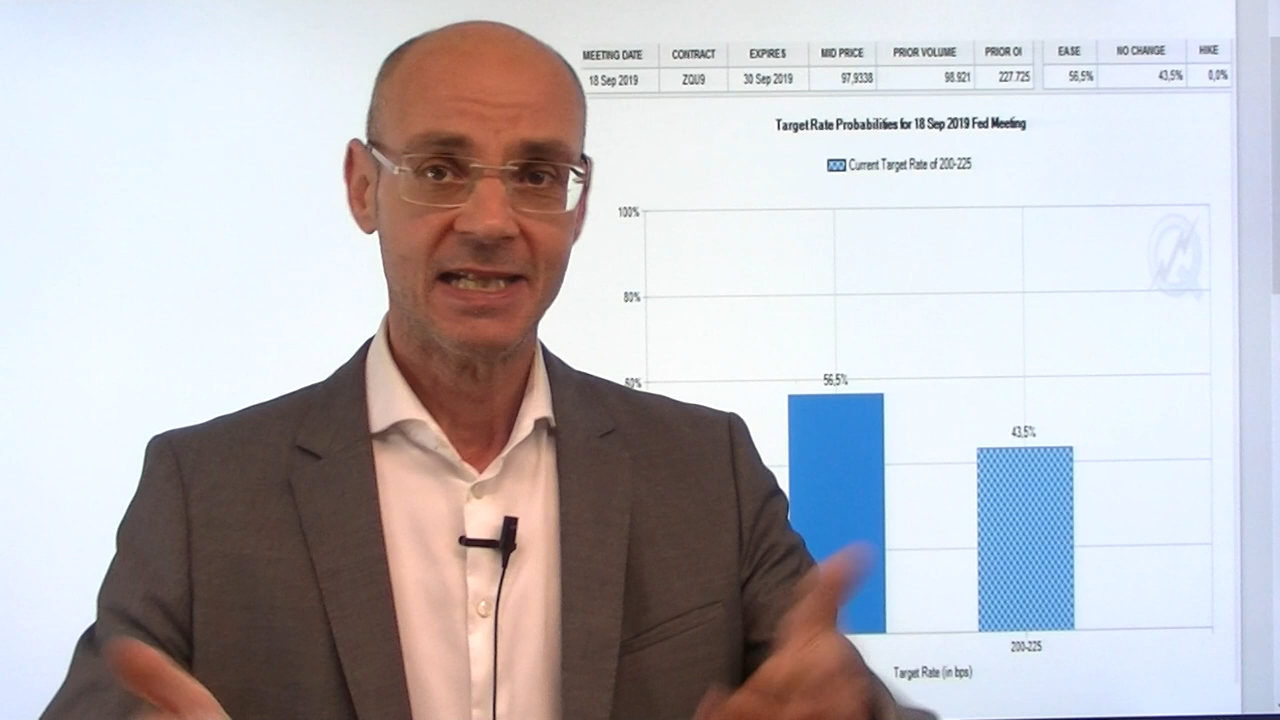 MEETING DATE CONTRACT EXPIRES MID PRICE PRIOR VOLUME PRIOR OI EASE NO CHANGE HIKE
18 Sep 2019 ZQU9 30 Sep 2019 97,9338 98.921 227.725 56,5% 43,5% 0,0%
Target Rate Probabilities for 18 Sep 2019 Fed Meeting
Current Target Rate of 200-225
100%
80%
60%
56,5%
43,5%
200-225
Target Rate (in bps)